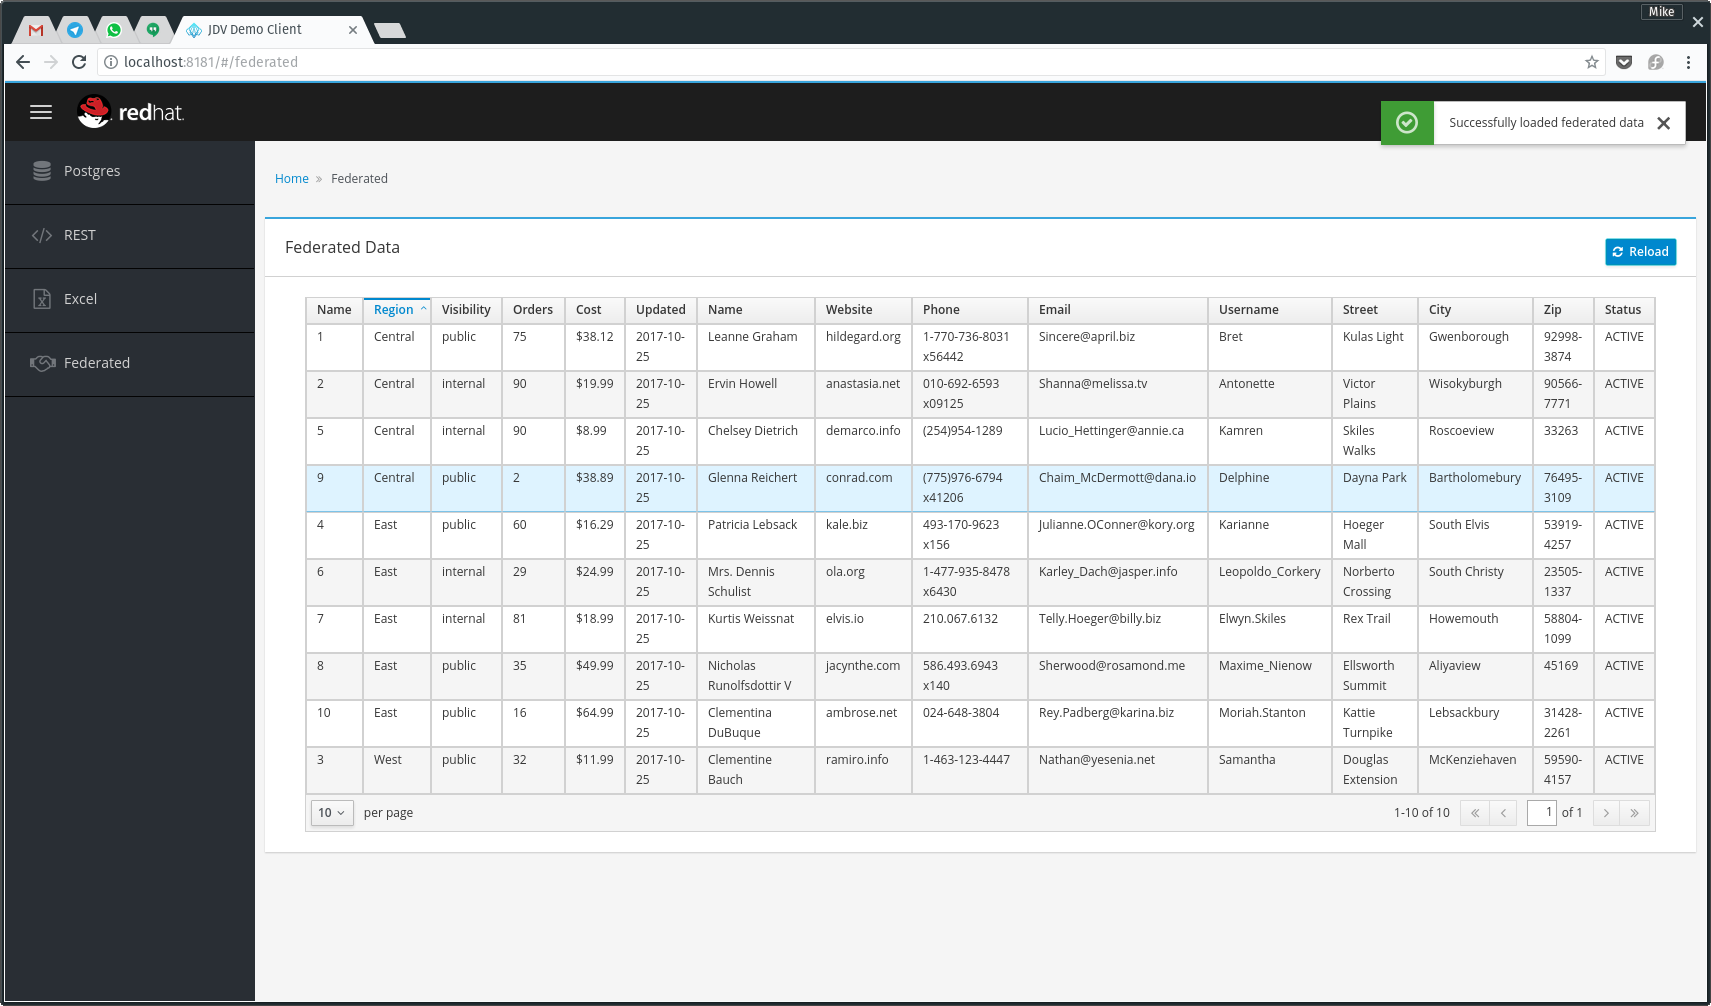 Mike
JDV Demo Client
localhost:8181/#/federated
redhat.
Successfully loaded federated data
Postgres
REST
Excel
Federated
Home » Federated
Federated Data
Reload
Name Region Visibility Orders Cost Updated Name Website Phone Email Username Street City Zip Status
1 Central public 75 $38.12 2017-10- Leanne Graham hildegard.org 1-770-736-8031 Sincere@april.biz Bret Kulas Light Gwenborough 92998- ACTIVE
25 x56442 3874
2 Central internal 90 $19.99 2017-10- Ervin Howell anastasia.net 010-692-6593 Shanna@melissa.tv Antonette Victor Wisokyburgh 90566- ACTIVE
25 x09125 Plains 7771
5 Central internal 90 $8.99 2017-10- Chelsey Dietrich demarco.info (254)954-1289 Lucio_Hettinger@annie.ca Kamren Skiles Roscoeview 33263 ACTIVE
25 Walks
9 Central public 2 $38.89 2017-10- Glenna Reichert conrad.com (775)976-6794 Chaim_McDermott@dana.io Delphine Dayna Park Bartholomebury 76495- ACTIVE
25 x41206 3109
4 East public 60 $16.29 2017-10- Patricia Lebsack kale.biz 493-170-9623 Julianne.OConner@kory.org Karianne Hoeger South Elvis 53919- ACTIVE
25 x156 Mall 4257
6 East internal 29 $24.99 2017-10- Mrs. Dennis ola.org 1-477-935-8478 Karley_Dach@jasper.info Leopoldo_Corkery Norberto South Christy 23505- ACTIVE
25 Schulist x6430 Crossing 1337
7 East internal 81 $18.99 2017-10- Kurtis Weissnat elvis.io 210.067.6132 Telly.Hoeger@billy.biz Elwyn.Skiles Rex Trail Howemouth 58804- ACTIVE
25 1099
8 East public 35 $49.99 2017-10- Nicholas jacynthe.com 586.493.6943 Sherwood@rosamond.me Maxime_Nienow Ellsworth Aliyaview 45169 ACTIVE
25 Runolfsdottir V x140 Summit
10 East public 16 $64.99 2017-10- Clementina ambrose.net 024-648-3804 Rey.Padberg@karina.biz Moriah.Stanton Kattie Lebsackbury 31428- ACTIVE
25 DuBuque Turnpike 2261
3 West public 32 $11.99 2017-10- Clementine ramiro.info 1-463-123-4447 Nathan@yesenia.net Samantha Douglas McKenziehaven 59590- ACTIVE
25 Bauch Extension 4157
10 per page 1-10 of 10 « ‹ 1 of 1 › »